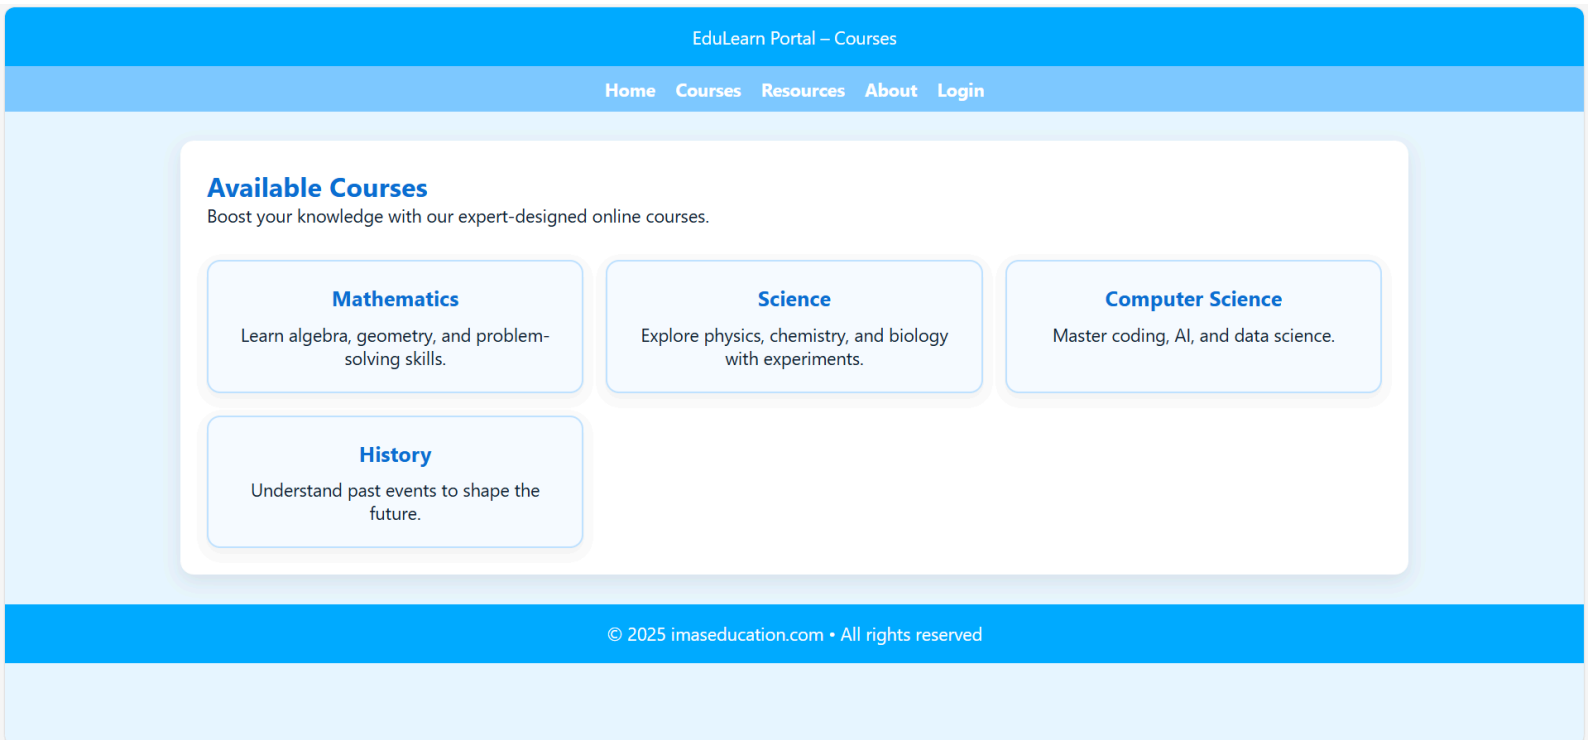 EduLearn Portal – Courses
Home Courses Resources About Login
Available Courses
Boost your knowledge with our expert-designed online courses.
Mathematics
Learn algebra, geometry, and problem-
solving skills.
Science
Explore physics, chemistry, and biology
with experiments.
Computer Science
Master coding, AI, and data science.
History
Understand past events to shape the
future.
© 2025 imaseducation.com • All rights reserved